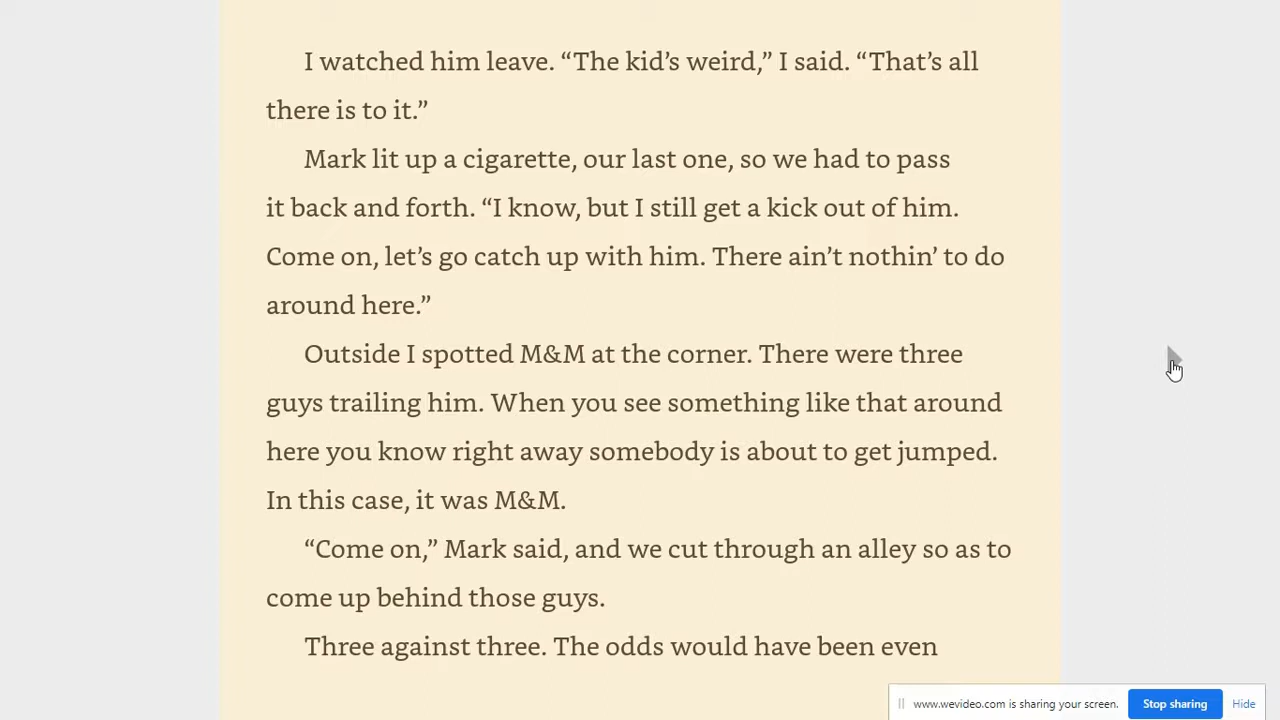 I watched him leave. “The kid’s weird,” I said. “That’s all
there is to it.”
Mark lit up a cigarette, our last one, so we had to pass
it back and forth. “I know, but I still get a kick out of him.
Come on, let’s go catch up with him. There ain’t nothin’ to do
around here.”
Outside I spotted M&M at the corner. There were three
guys trailing him. When you see something like that around
here you know right away somebody is about to get jumped.
In this case, it was M&M.
“Come on,” Mark said, and we cut through an alley so as to
come up behind those guys.
Three against three. The odds would have been even
www.wevideo.com is sharing your screen.
Stop sharing
Hide